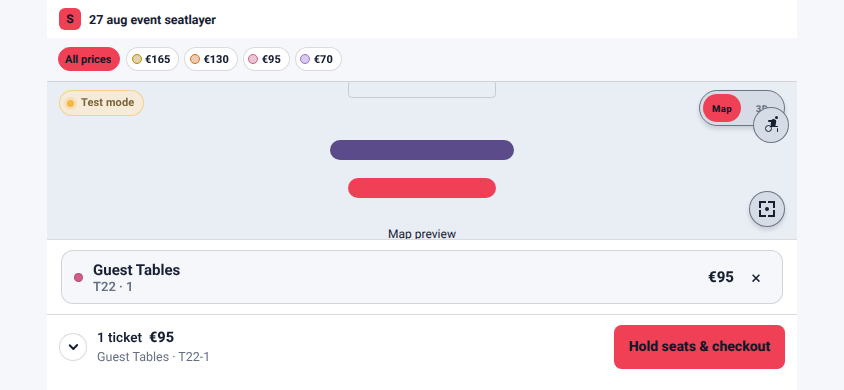 S
27 aug event seatlayer
All prices
€165
€130
€95
€70
Test mode
Map
Map preview
Guest Tables
T22 · 1
€95
×
1 ticket €95
Guest Tables · T22-1
Hold seats & checkout